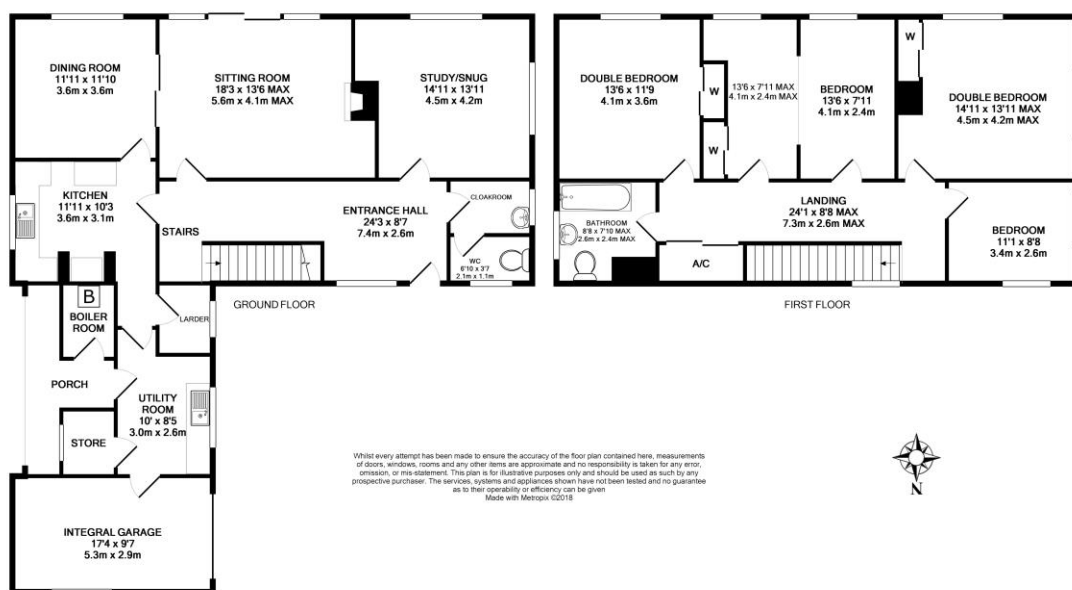 DINING ROOM
11'11 x 11'10
3.6m x 3.6m
SITTING ROOM
18'3 x 13'6 MAX
5.6m x 4.1m MAX
STUDY/SNUG
14'11 x 13'11
4.5m x 4.2m
KITCHEN
11'11 x 10'3
3.6m x 3.1m
STAIRS
ENTRANCE HALL
24'3 x 8'7
7.4m x 2.6m
CLOAKROOM
WC
6'10 x 3'7
2.1m x 1.1m
B
BOILER
ROOM
LARDER
GROUND FLOOR
PORCH
UTILITY
ROOM
10' x 8'5
3.0m x 2.6m
STORE
INTEGRAL GARAGE
17'4 x 9'7
5.3m x 2.9m
DOUBLE BEDROOM
13'6 x 11'9
4.1m x 3.6m
W
W
13'6 x 7'11 MAX
4.1m x 2.4m MAX
BEDROOM
13'6 x 7'11
4.1m x 2.4m
W
DOUBLE BEDROOM
14'11 x 13'11 MAX
4.5m x 4.2m MAX
BATHROOM
8'8 x 7'10 MAX
2.6m x 2.4m MAX
LANDING
24'1 x 8'8 MAX
7.3m x 2.6m MAX
A/C
BEDROOM
11'1 x 8'8
3.4m x 2.6m
FIRST FLOOR
Whilst every attempt has been made to ensure the accuracy of the floor plan contained here, measurements
of doors, windows, rooms and any other items are approximate and no responsibility is taken for any error,
omission, or mis-statement. This plan is for illustrative purposes only and should be used as such by any
prospective purchaser. The services, systems and appliances shown have not been tested and no guarantee
as to their operability or efficiency can be given
Made with Metropix ©2018
N